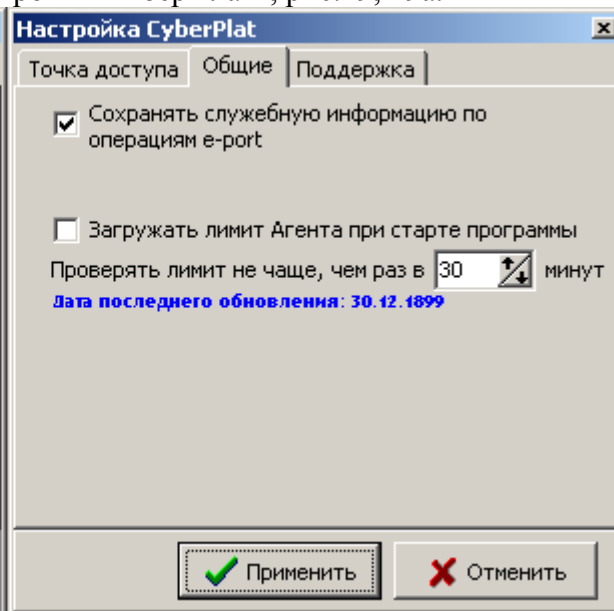 Настройка CyberPlat
Точка доступа Общие Поддержка
Сохранять служебную информацию по
операциям e-port
Загружать лимит Агента при старте программы
Проверять лимит не чаще, чем раз в 30 минут
Дата последнего обновления: 30.12.1899
Применить Отменить